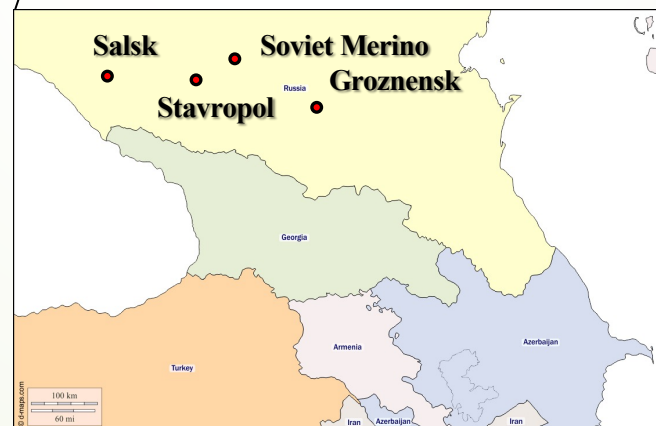 Salsk
Soviet Merino
Russia
Groznensk
Stavropol
Georgia
Armenia
Azerbaijan
Turkey
100 km
60 mi
Iran
Azerbaijan
Iran
© d-maps.com